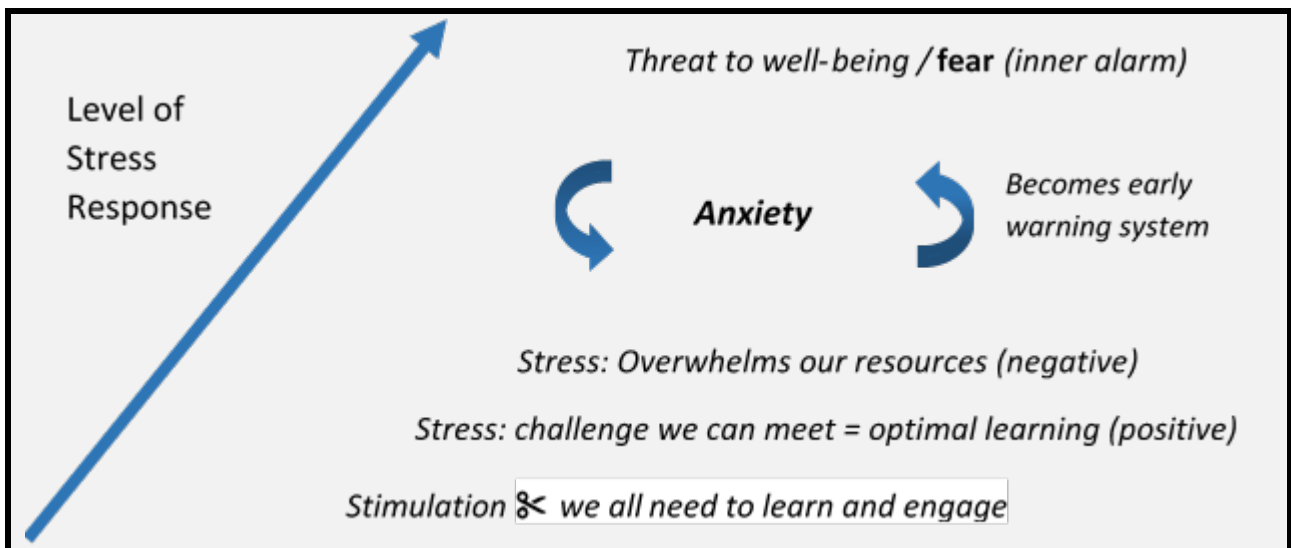 Threat to well-being / fear (inner alarm)
Level of
Stress
Response
Anxiety
Becomes early
warning system
Stress: Overwhelms our resources (negative)
Stress: challenge we can meet = optimal learning (positive)
Stimulation ✂ we all need to learn and engage